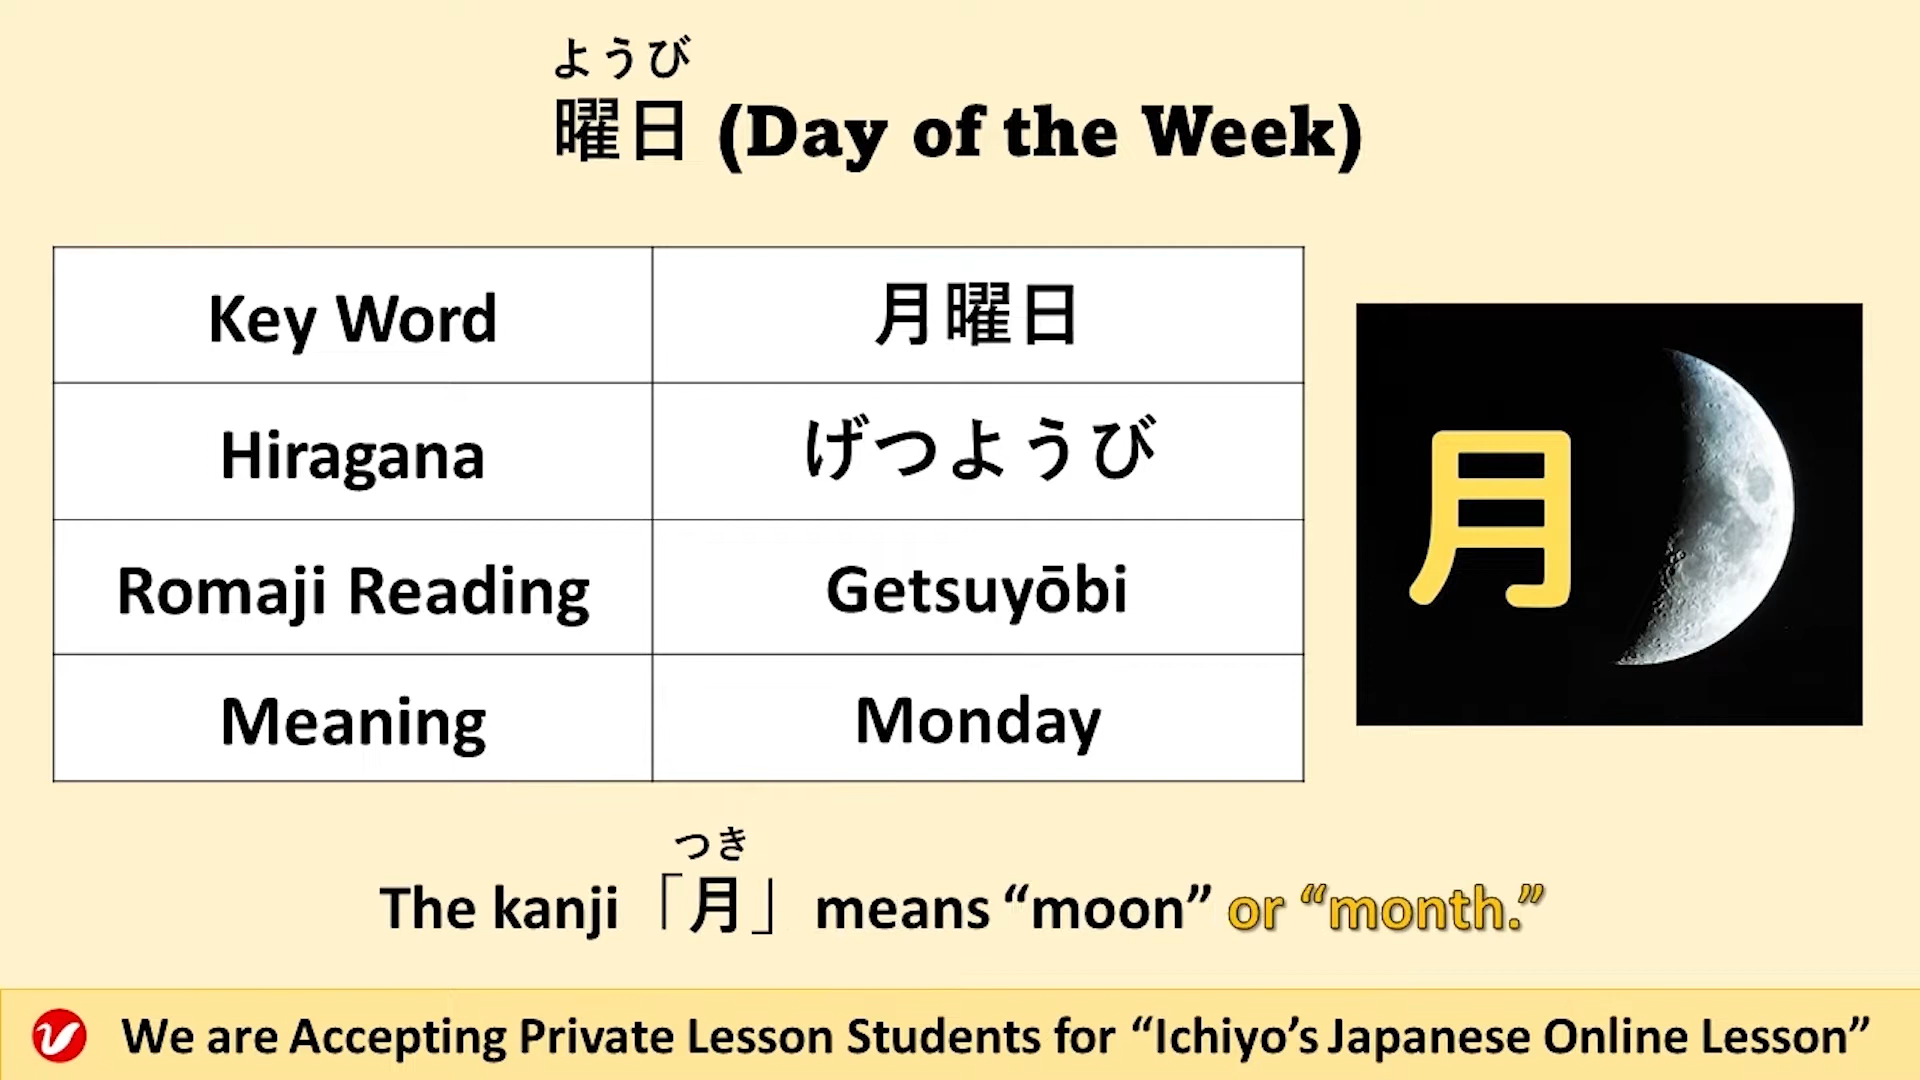 ようび
曜日 (Day of the Week)
Key Word 月曜日
Hiragana げつようび
Romaji Reading Getsuyōbi
Meaning Monday
月
つき
The kanji「月」means “moon” or “month.”
We are Accepting Private Lesson Students for “Ichiyo’s Japanese Online Lesson”